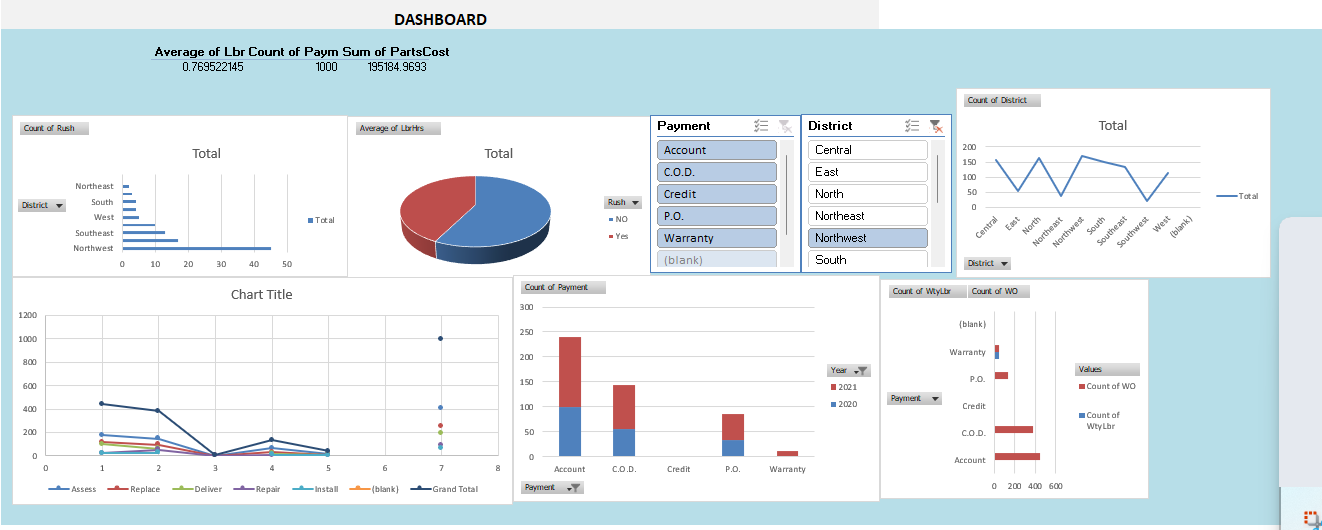 DASHBOARD
Average of Lbr Count of Paym Sum of PartsCost
0.769522145 1000 195184.9693
Count of Rush
Total
District
Northeast
South
West
Southeast
Northwest
0 10 20 30 40 50
Total
Average of LbrHrs
Total
Rush
NO
Yes
Payment
Account
C.O.D.
Credit
P.O.
Warranty
(blank)
District
Central
East
North
Northeast
Northwest
South
Count of District
Total
200
150
100
50
0
Central
East
North
Northeast
Northwest
South
Southeast
Southwest
West
(blank)
Total
District
Chart Title
1200
1000
800
600
400
200
0
0 1 2 3 4 5 6 7 8
Assess Replace Deliver Repair Install (blank) Grand Total
Count of Payment
300
250
200
150
100
50
0
Account C.O.D. Credit P.O. Warranty
Year
2021
2020
Payment
Count of WtyLbr Count of WO
(blank)
Warranty
P.O.
Credit
C.O.D.
Account
0 200 400 600
Payment
Values
Count of WO
Count of
WtyLbr